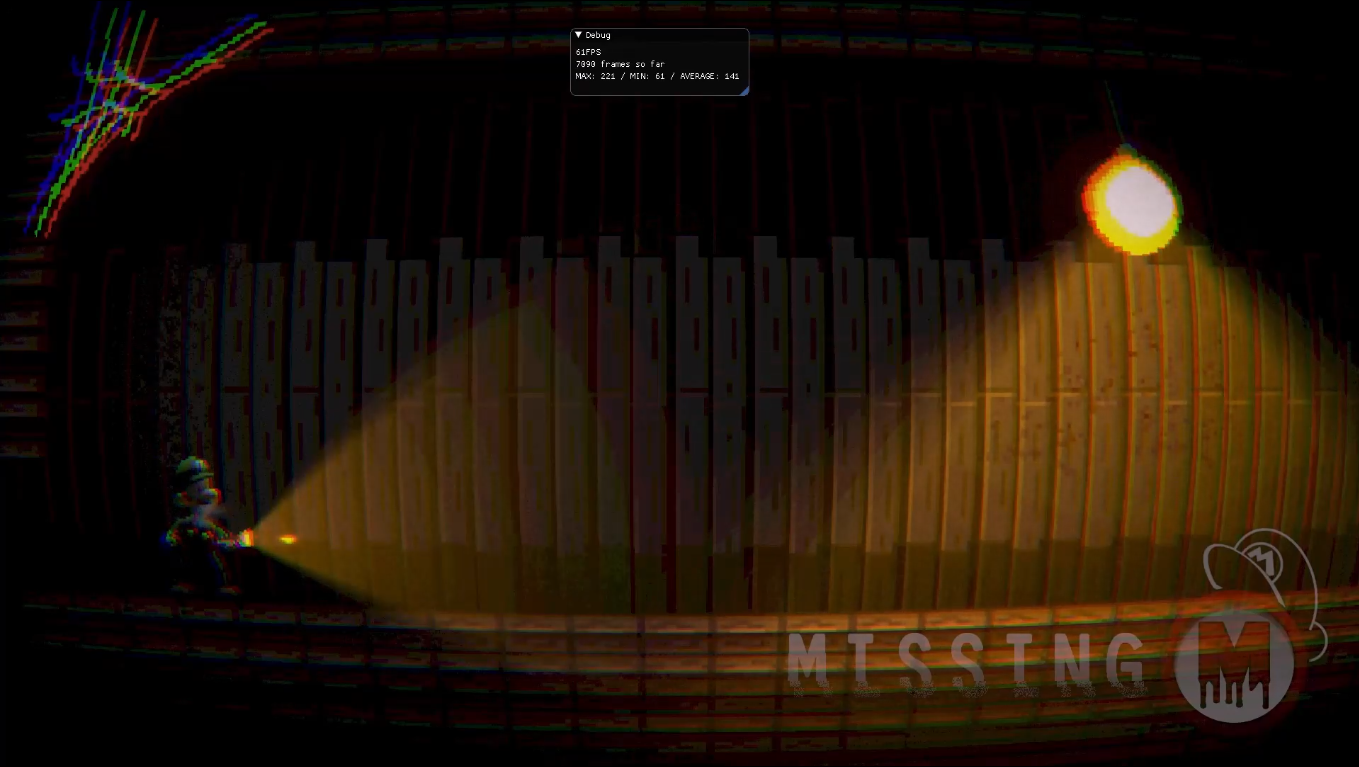 Debug
61FPS
7090 frames so far
MAX: 221 / MIN: 61 / AVERAGE: 141
M
MISSING
M